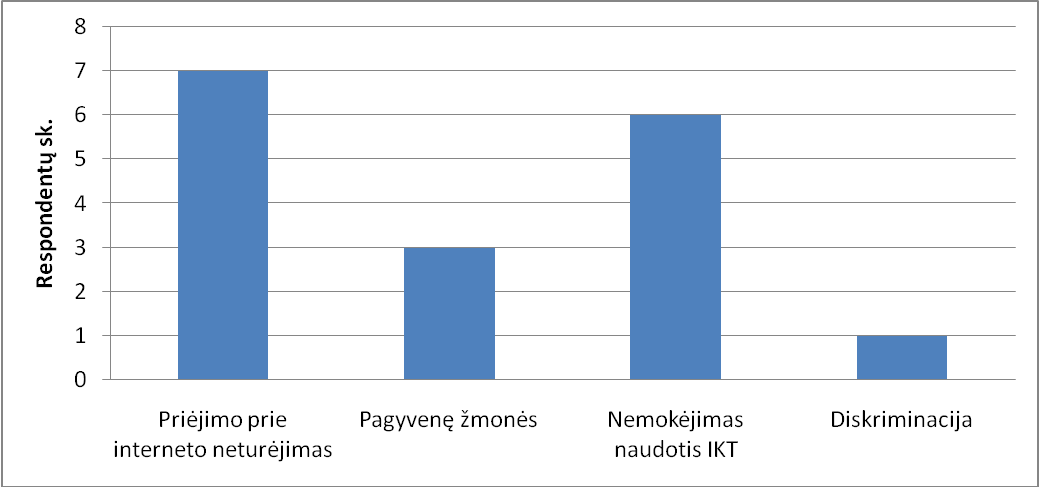 8
7
6
5
4
3
2
1
0
Respondentų sk.
Priėjimo prie
interneto neturėjimas
Pagyvenę žmonės
Nemokėjimas
naudotis IKT
Diskriminacija